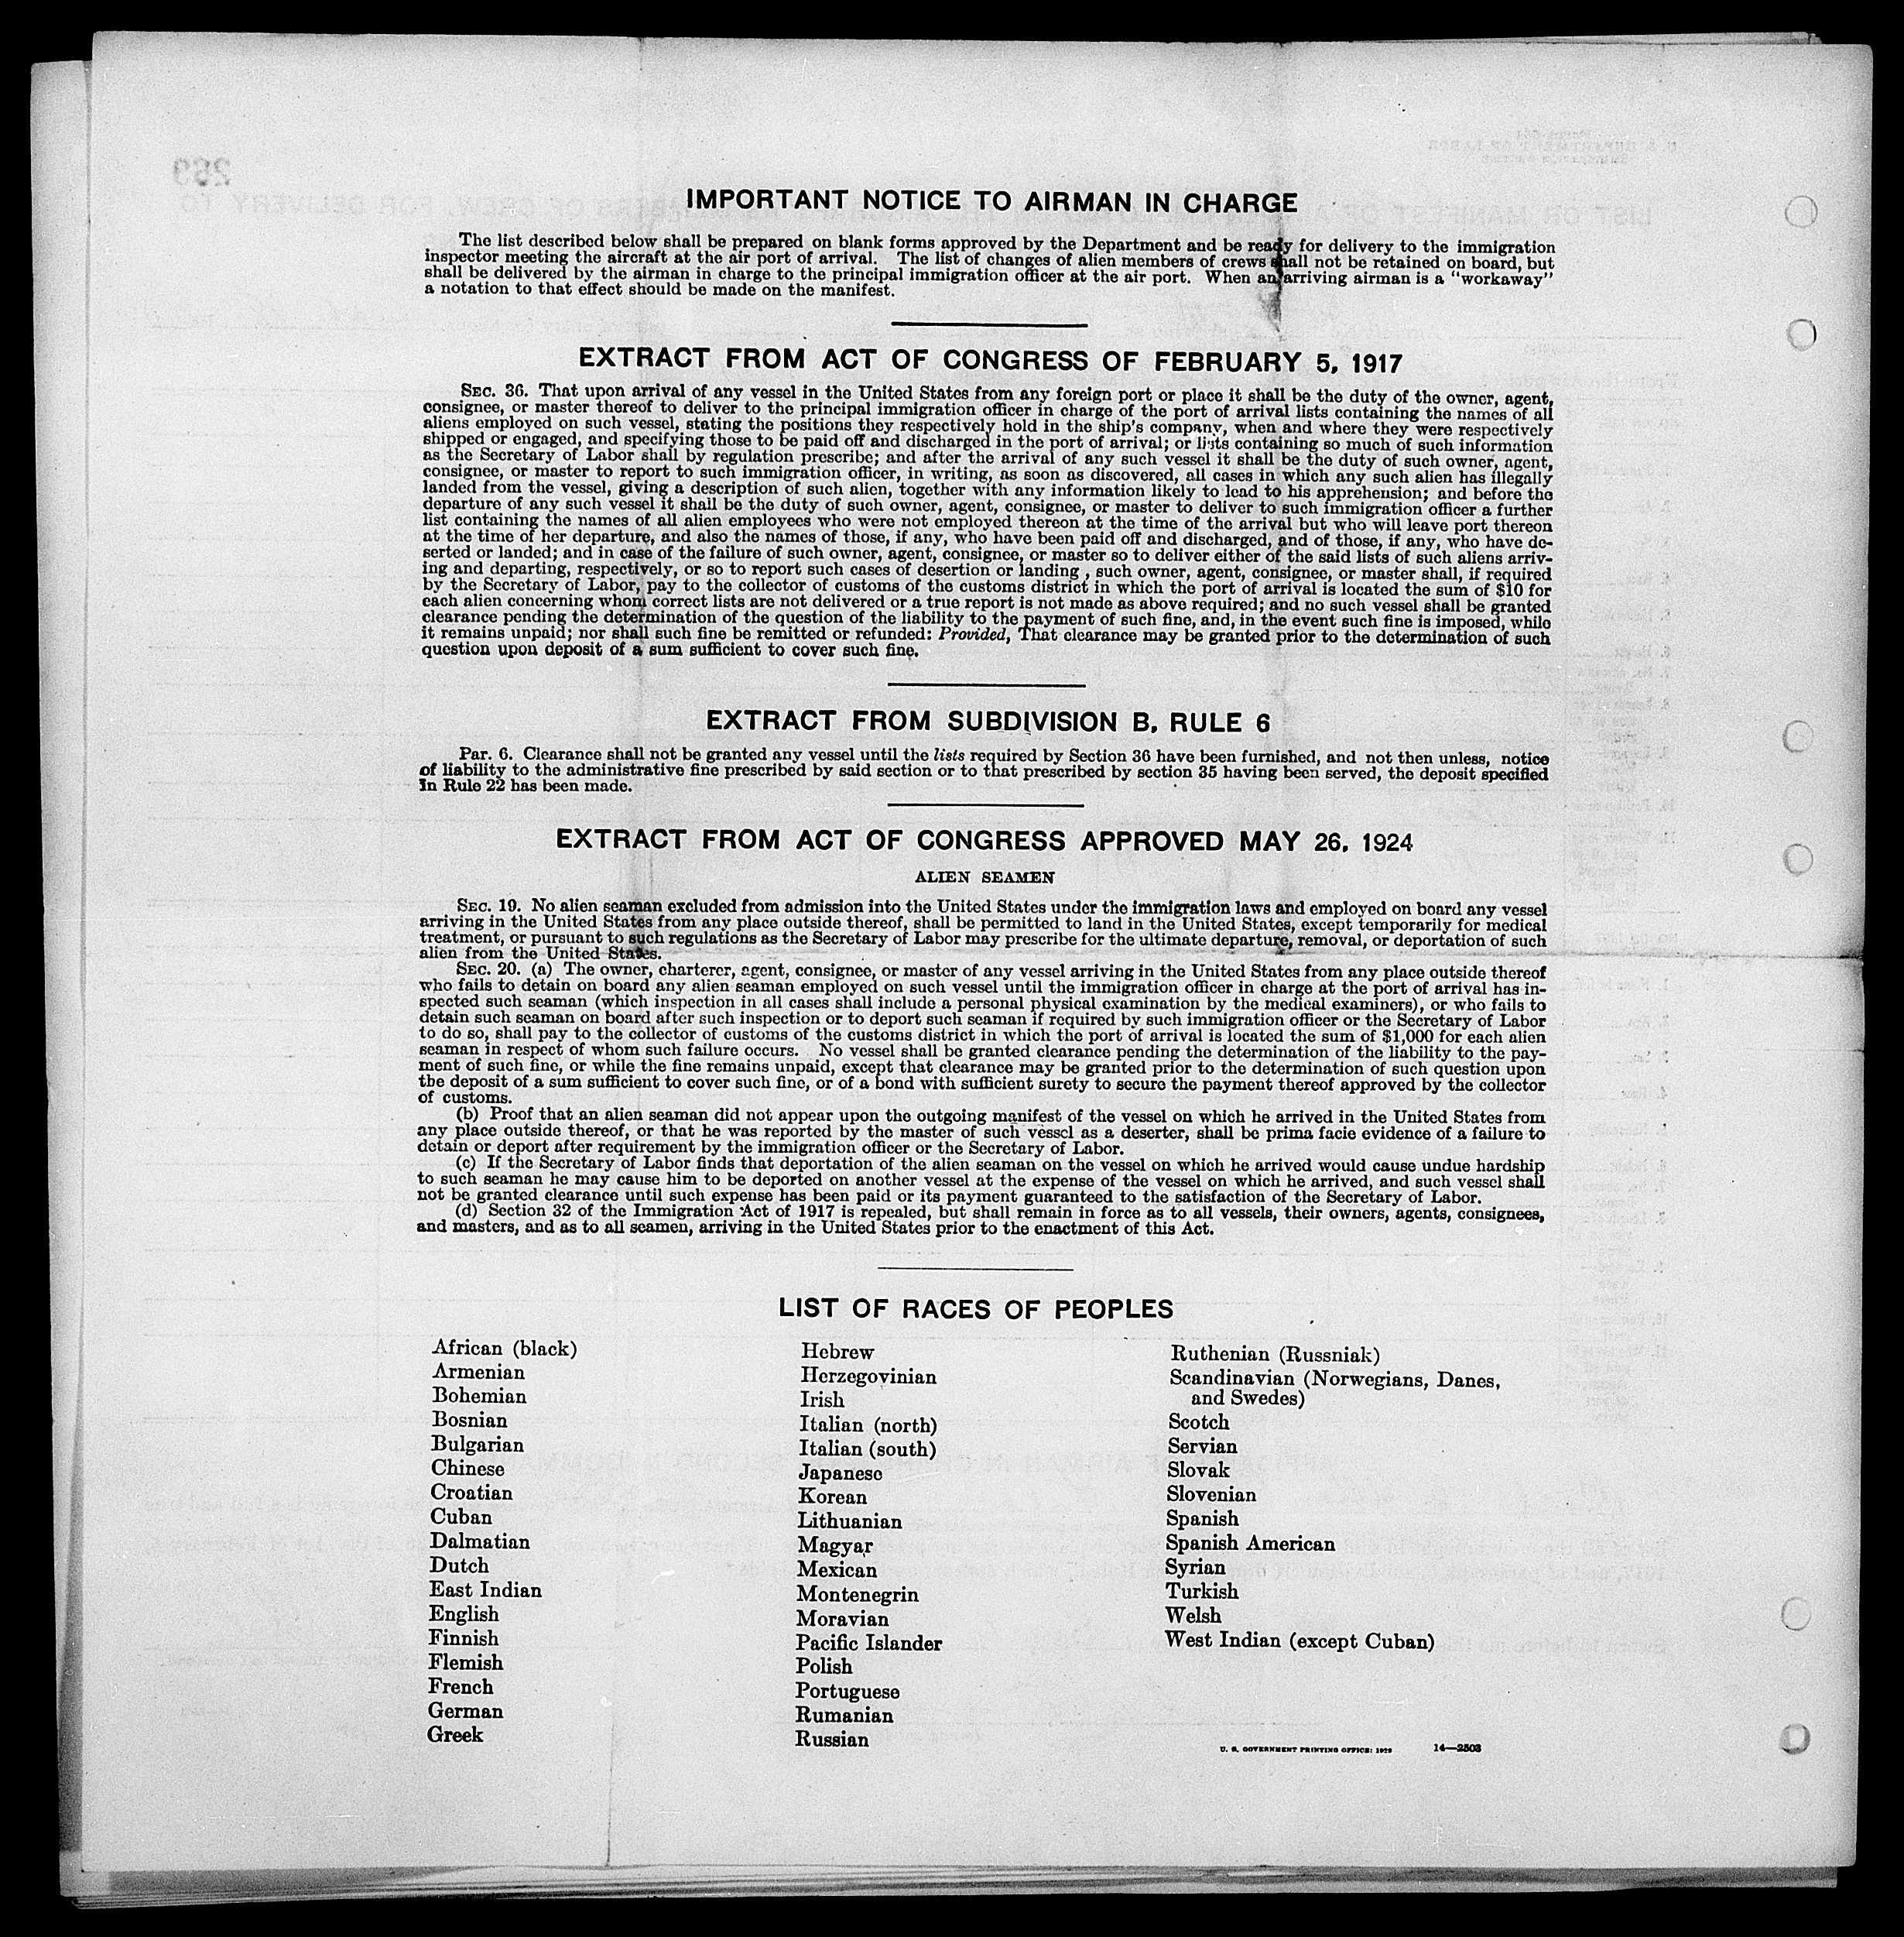 IMPORTANT NOTICE TO AIRMAN IN CHARGE
The list described below shall be prepared on blank forms approved by the Department and be ready for delivery to the immigration
inspector meeting the aircraft at the air port of arrival. The list of changes of alien members of crews shall not be retained on board, but
shall be delivered by the airman in charge to the principal immigration officer at the air port. When an arriving airman is a "workaway"
a notation to that effect should be made on the manifest.
EXTRACT FROM ACT OF CONGRESS OF FEBRUARY 5, 1917
SEC. 36. That upon arrival of any vessel in the United States from any foreign port or place it shall be the duty of the owner, agent,
consignee, or master thereof to deliver to the principal immigration officer in charge of the port of arrival lists containing the names of all
aliens employed on such vessel, stating the positions they respectively hold in the ship's company, when and where they were respectively
shipped or engaged, and specifying those to be paid off and discharged in the port of arrival; or lists containing so much of such information
as the Secretary of Labor shall by regulation prescribe; and after the arrival of any such vessel it shall be the duty of such owner, agent,
consignee, or master to report to such immigration officer, in writing, as soon as discovered, all cases in which any such alien has illegally
landed from the vessel, giving a description of such alien, together with any information likely to lead to his apprehension; and before the
departure of any such vessel it shall be the duty of such owner, agent, consignee, or master to deliver to such immigration officer a further
list containing the names of all alien employees who were not employed thereon at the time of the arrival but who will leave port thereon
at the time of her departure, and also the names of those, if any, who have been paid off and discharged, and of those, if any, who have de-
serted or landed; and in case of the failure of such owner, agent, consignee, or master so to deliver either of the said lists of such aliens arriv-
ing and departing, respectively, or so to report such cases of desertion or landing , such owner, agent, consignee, or master shall, if required
by the Secretary of Labor, pay to the collector of customs of the customs district in which the port of arrival is located the sum of $10 for
each alien concerning whom correct lists are not delivered or a true report is not made as above required; and no such vessel shall be granted
clearance pending the determination of the question of the liability to the payment of such fine, and, in the event such fine is imposed, while
it remains unpaid; nor shall such fine be remitted or refunded: Provided, That clearance may be granted prior to the determination of such
question upon deposit of a sum sufficient to cover such fine.
EXTRACT FROM SUBDIVISION B, RULE 6
Par. 6. Clearance shall not be granted any vessel until the lists required by Section 36 have been furnished, and not then unless, notice
of liability to the administrative fine prescribed by said section or to that prescribed by section 35 having been served, the deposit specified
in Rule 22 has been made.
EXTRACT FROM ACT OF CONGRESS APPROVED MAY 26, 1924
ALIEN SEAMEN
SEC. 19. No alien seaman excluded from admission into the United States under the immigration laws and employed on board any vessel
arriving in the United States from any place outside thereof, shall be permitted to land in the United States, except temporarily for medical
treatment, or pursuant to such regulations as the Secretary of Labor may prescribe for the ultimate departure, removal, or deportation of such
alien from the United States.
SEC. 20. (a) The owner, charterer, agent, consignee, or master of any vessel arriving in the United States from any place outside thereof
who fails to detain on board any alien seaman employed on such vessel until the immigration officer in charge at the port of arrival has in-
spected such seaman (which inspection in all cases shall include a personal physical examination by the medical examiners), or who fails to
detain such seaman on board after such inspection or to deport such seaman if required by such immigration officer or the Secretary of Labor
to do so, shall pay to the collector of customs of the customs district in which the port of arrival is located the sum of $1,000 for each alien
seaman in respect of whom such failure occurs. No vessel shall be granted clearance pending the determination of the liability to the pay-
ment of such fine, or while the fine remains unpaid, except that clearance may be granted prior to the determination of such question upon
the deposit of a sum sufficient to cover such fine, or of a bond with sufficient surety to secure the payment thereof approved by the collector
of customs.
(b) Proof that an alien seaman did not appear upon the outgoing manifest of the vessel on which he arrived in the United States from
any place outside thereof, or that he was reported by the master of such vessel as a deserter, shall be prima facie evidence of a failure to
detain or deport after requirement by the immigration officer or the Secretary of Labor.
(c) If the Secretary of Labor finds that deportation of the alien seaman on the vessel on which he arrived would cause undue hardship
to such seaman he may cause him to be deported on another vessel at the expense of the vessel on which he arrived, and such vessel shall
not be granted clearance until such expense has been paid or its payment guaranteed to the satisfaction of the Secretary of Labor.
(d) Section 32 of the Immigration Act of 1917 is repealed, but shall remain in force as to all vessels, their owners, agents, consignees,
and masters, and as to all seamen, arriving in the United States prior to the enactment of this Act.
LIST OF RACES OF PEOPLES
African (black)
Armenian
Bohemian
Bosnian
Bulgarian
Chinese
Croatian
Cuban
Dalmatian
Dutch
East Indian
English
Finnish
Flemish
French
German
Greek
Hebrew
Herzegovinian
Irish
Italian (north)
Italian (south)
Japanese
Korean
Lithuanian
Magyar
Mexican
Montenegrin
Moravian
Pacific Islander
Polish
Portuguese
Rumanian
Russian
Ruthenian (Russniak)
Scandinavian (Norwegians, Danes,
and Swedes)
Scotch
Servian
Slovak
Slovenian
Spanish
Spanish American
Syrian
Turkish
Welsh
West Indian (except Cuban)
U. S. GOVERNMENT PRINTING OFFICE: 1929 14—2503